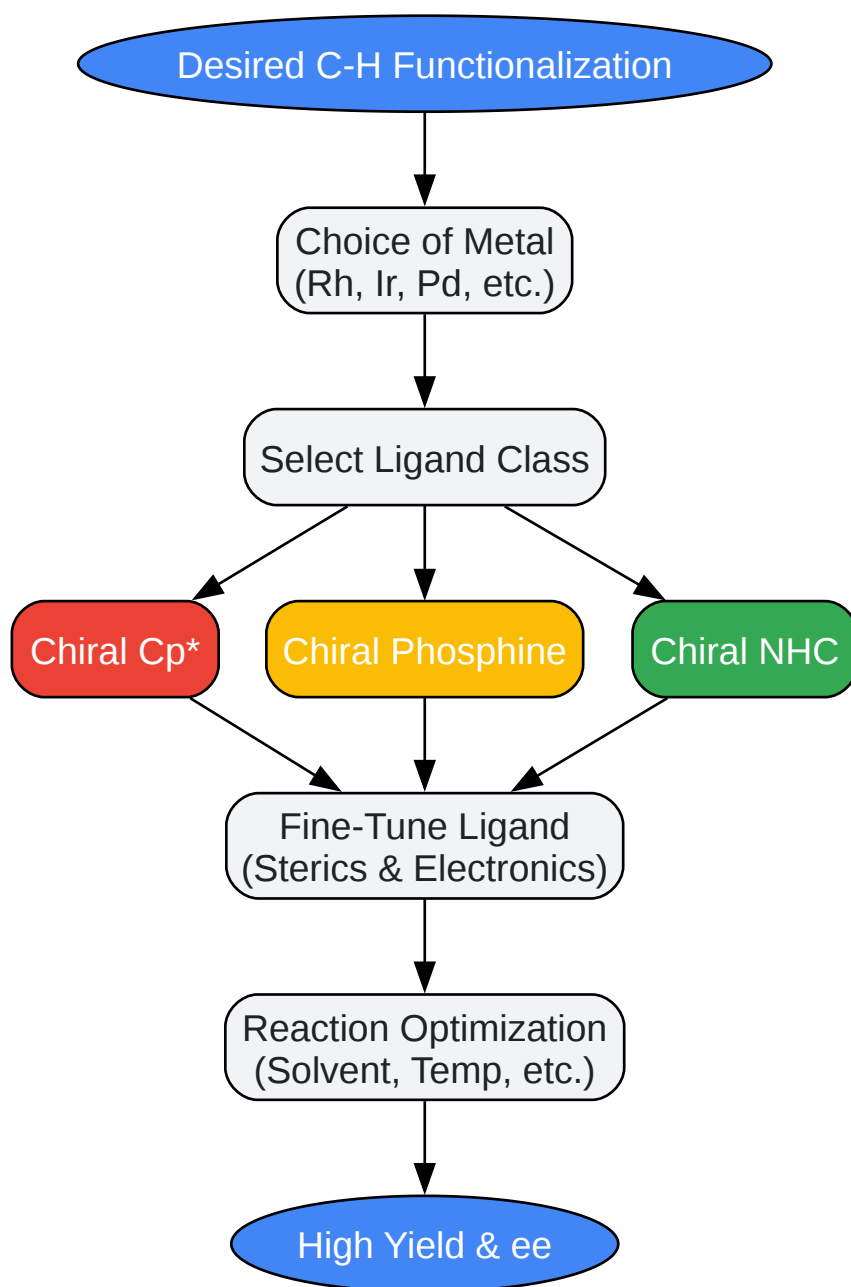 Desired C-H Functionalization
Choice of Metal
(Rh, Ir, Pd, etc.)
Select Ligand Class
Chiral Cp*
Chiral Phosphine
Chiral NHC
Fine-Tune Ligand
(Sterics & Electronics)
Reaction Optimization
(Solvent, Temp, etc.)
High Yield & ee